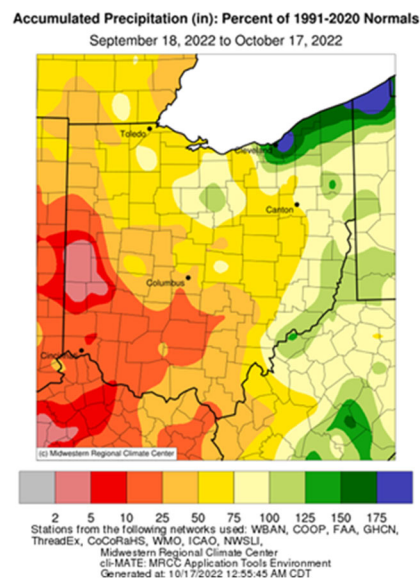 Accumulated Precipitation (in): Percent of 1991-2020 Normals
September 18, 2022 to October 17, 2022
Toledo
Cleveland
Canton
Columbus
Cincinnati
(c) Midwestern Regional Climate Center
2 5 10 25 50 75 100 125 150 175
Stations from the following networks used: WBAN, COOP, FAA, GHCN,
ThreadEx, CoCoRaHS, WMO, ICAO, NWSLI,
Midwestern Regional Climate Center
cli-MATE: MRCC Application Tools Environment
Generated at: 10/17/2022 12:55:45 AM CDT